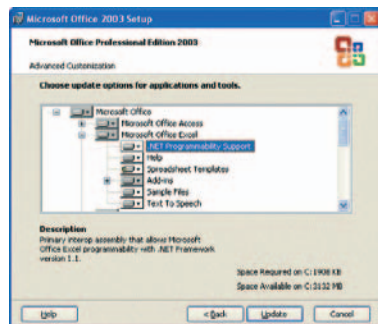 Microsoft Office 2003 Setup
Microsoft Office Professional Edition 2003
Advanced Customization
Choose update options for applications and tools.
Microsoft Office
Microsoft Office Access
Microsoft Office Excel
.NET Programmability Support
Help
Spreadsheet Templates
Add-ins
Sample Files
Text To Speech
Description
Primary interop assembly that allows Microsoft
Office Excel programmability with .NET Framework
version 1.1.
Space Required on C: 1908 KB
Space Available on C: 3132 MB
Help
< Back
Update
Cancel